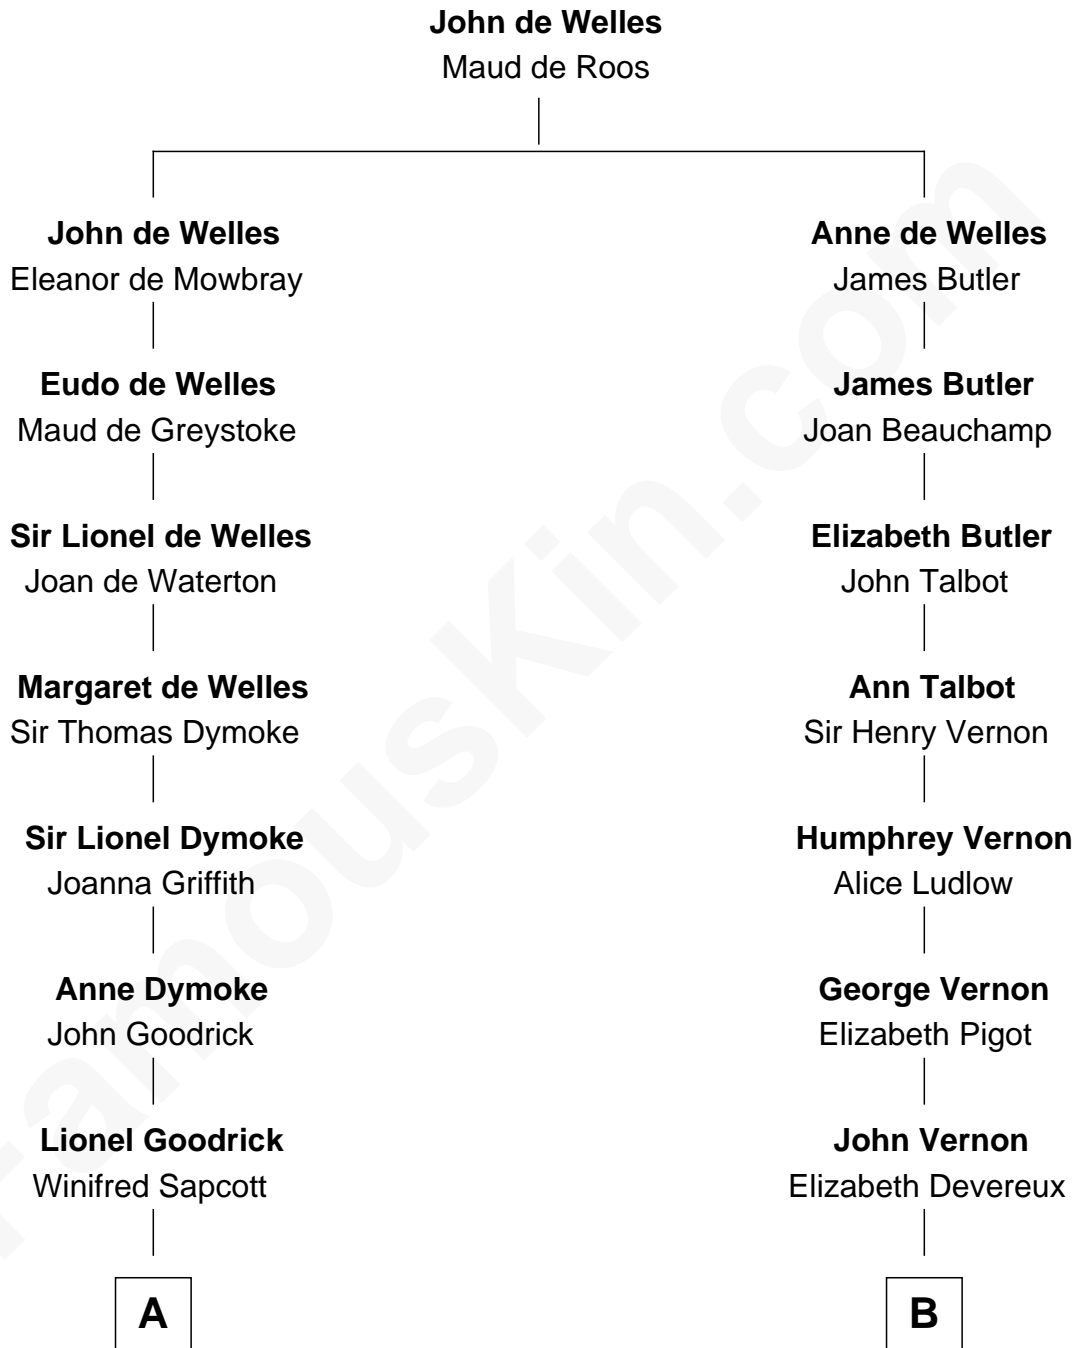 John de Welles
Maud de Roos
John de Welles
Eleanor de Mowbray
Anne de Welles
James Butler
Eudo de Welles
Maud de Greystoke
James Butler
Joan Beauchamp
Sir Lionel de Welles
Joan de Waterton
Elizabeth Butler
John Talbot
Margaret de Welles
Sir Thomas Dymoke
Ann Talbot
Sir Henry Vernon
Sir Lionel Dymoke
Joanna Griffith
Humphrey Vernon
Alice Ludlow
Anne Dymoke
John Goodrick
George Vernon
Elizabeth Pigot
Lionel Goodrick
Winifred Sapcott
John Vernon
Elizabeth Devereux
A
B
FamousKin.com